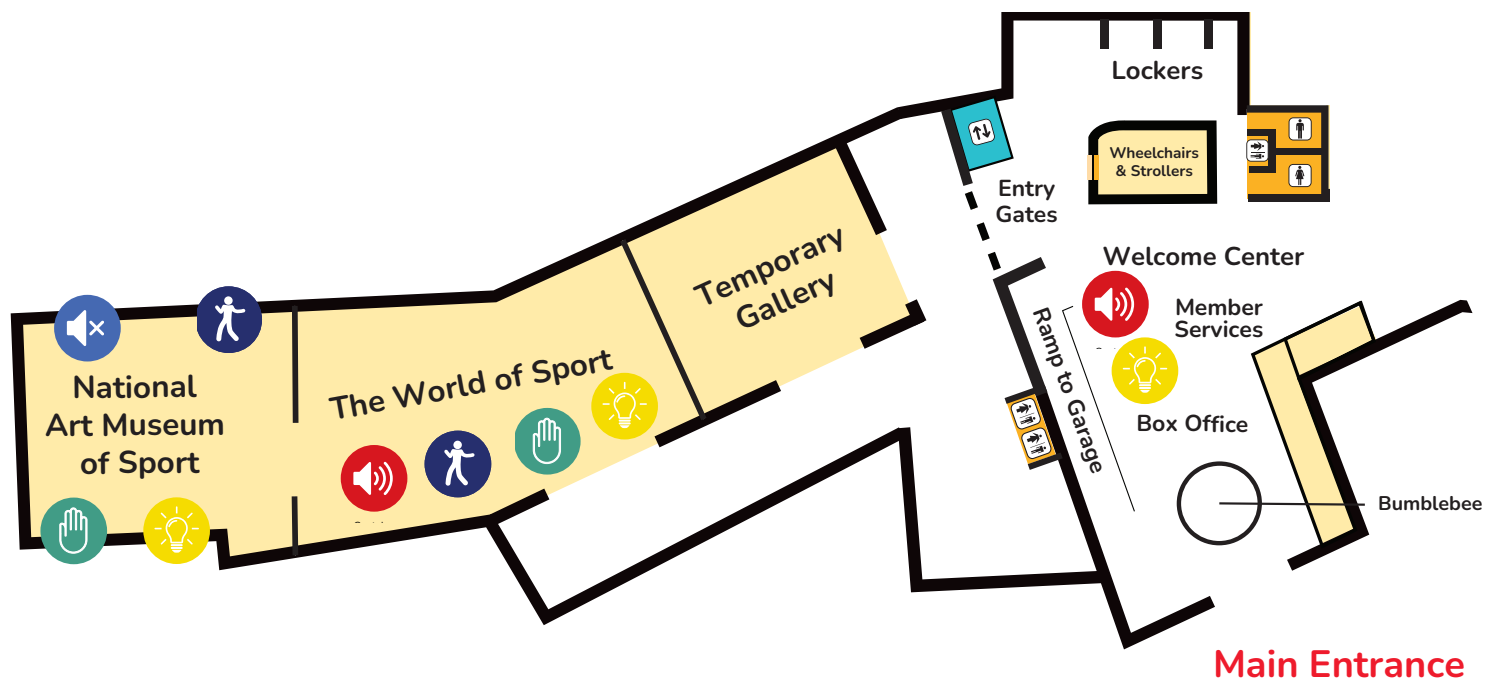 Lockers
Wheelchairs
& Strollers
Entry
Gates
Welcome Center
Member
Services
Temporary
Gallery
Ramp to Garage
The World of Sport
National
Art Museum
of Sport
Box Office
Bumblebee
Main Entrance